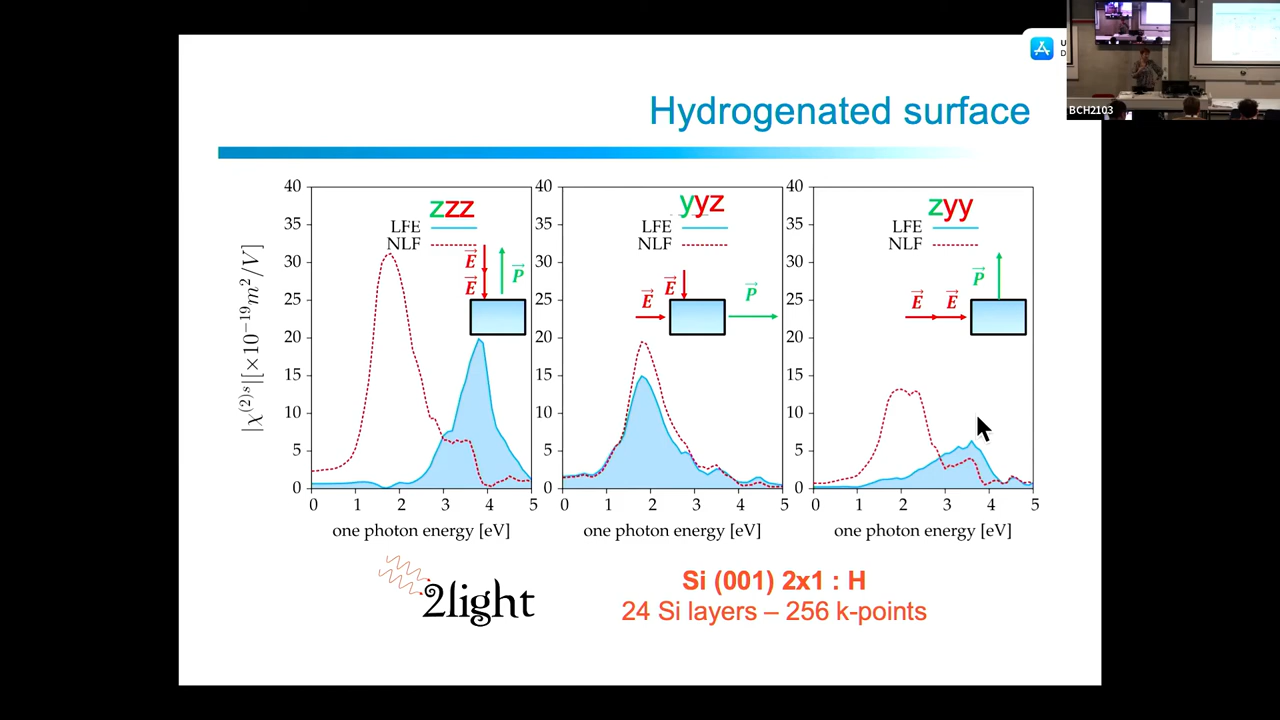 U
D
BCH2103
Hydrogenated surface
|χ^(2)s| [×10^−19 m^2/V]
40
35
30
25
20
15
10
5
0
zzz
LFE
NLF
E
E
P
0 1 2 3 4 5
one photon energy [eV]
40
35
30
25
20
15
10
5
0
yyz
LFE
NLF
E
E
P
0 1 2 3 4 5
one photon energy [eV]
40
35
30
25
20
15
10
5
0
zyy
LFE
NLF
P
E E
0 1 2 3 4 5
one photon energy [eV]
2light
Si (001) 2x1 : H
24 Si layers – 256 k-points